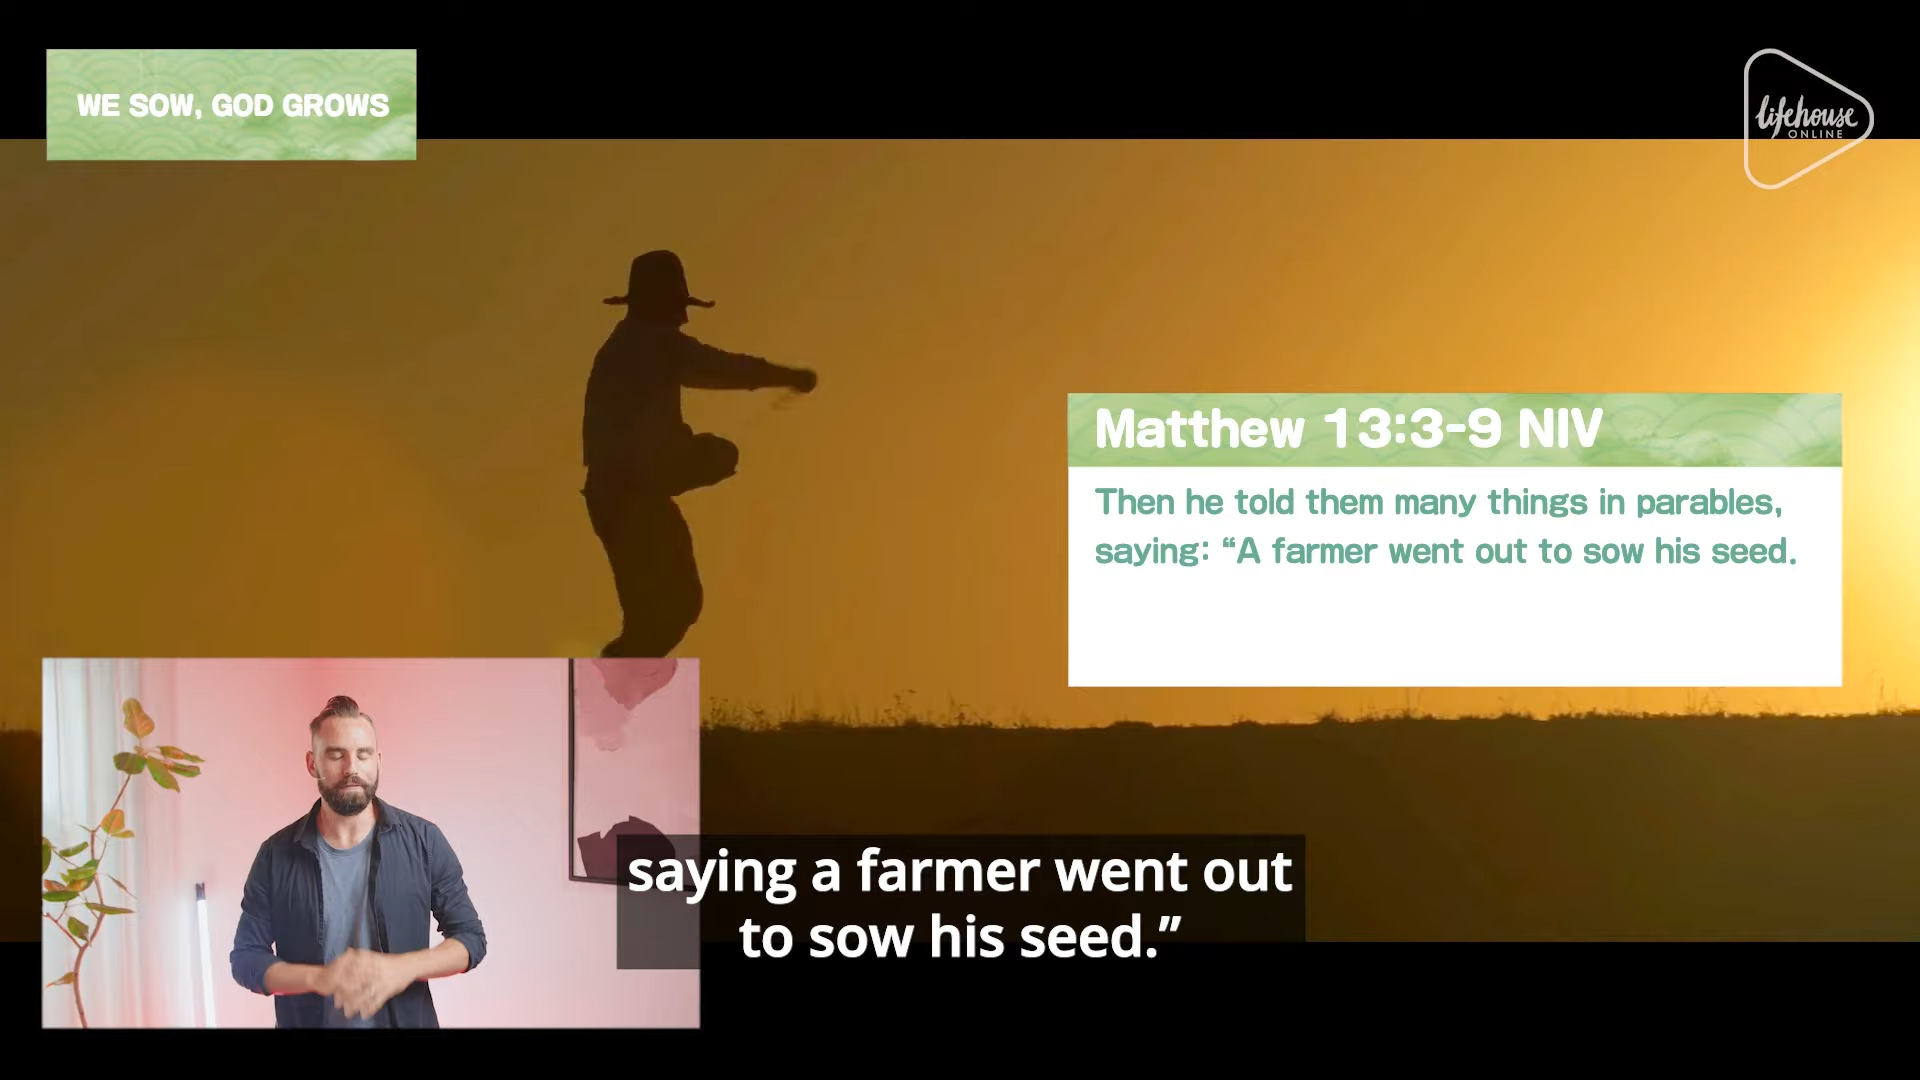 WE SOW, GOD GROWS
lifehouse
ONLINE
Matthew 13:3-9 NIV
Then he told them many things in parables,
saying: “A farmer went out to sow his seed.
saying a farmer went out
to sow his seed.”